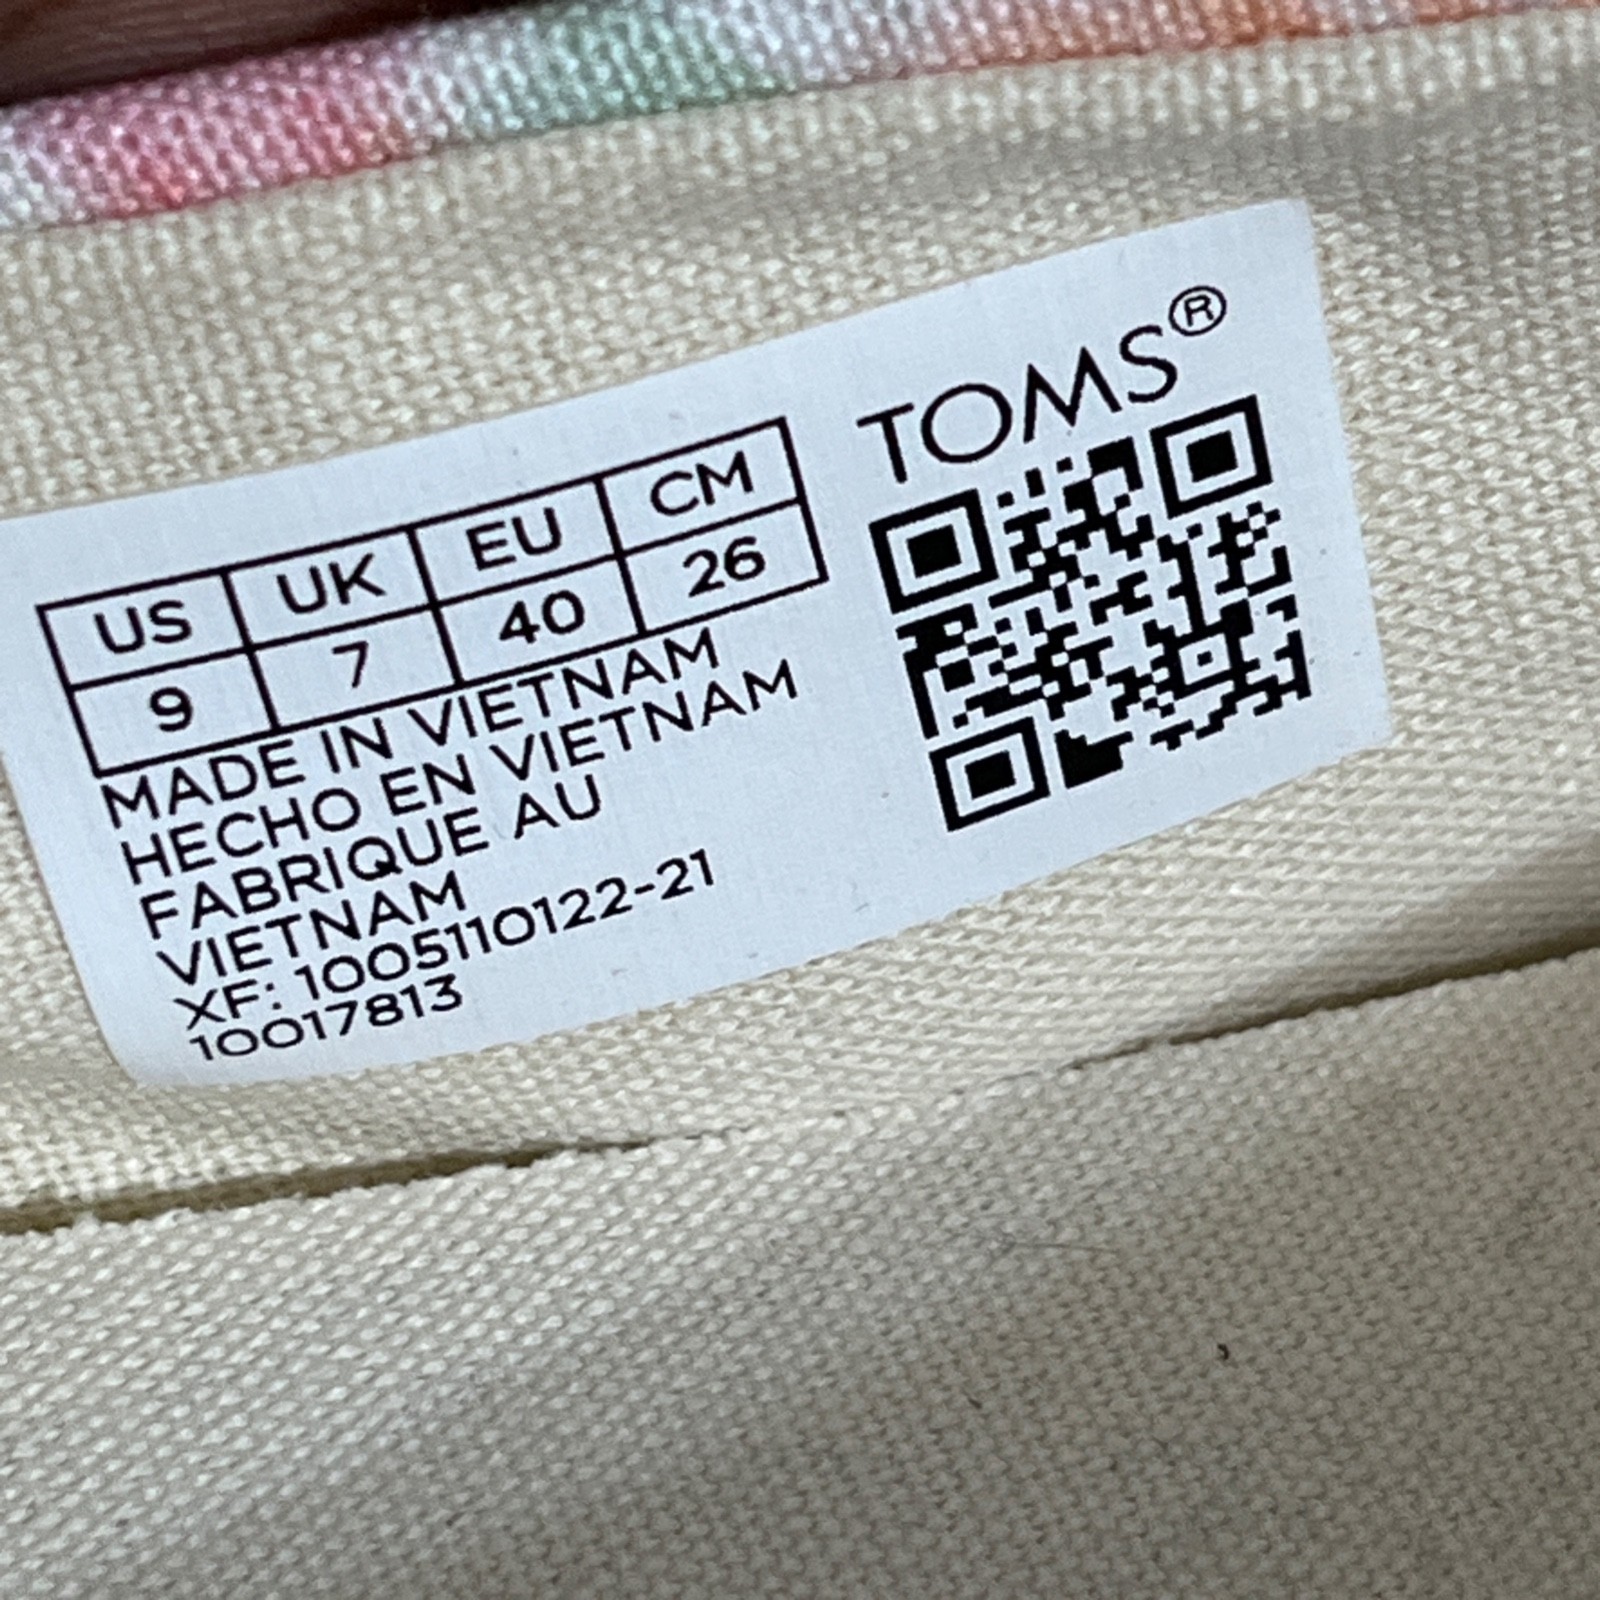 TOMS®
US UK EU CM
9 7 40 26
MADE IN VIETNAM
HECHO EN VIETNAM
FABRIQUE AU
VIETNAM
XF: 1005110122-21
10017813